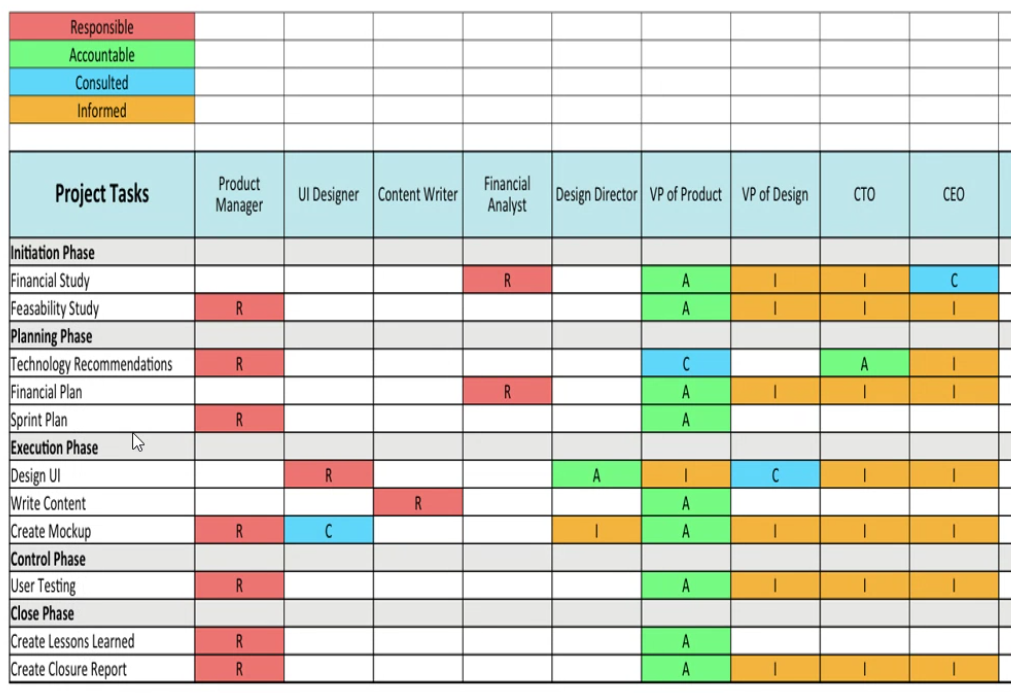 Responsible
Accountable
Consulted
Informed
Project Tasks Product Manager UI Designer Content Writer Financial Analyst Design Director VP of Product VP of Design CTO CEO
Initiation Phase
Financial Study R A I I C
Feasability Study R A I I I
Planning Phase
Technology Recommendations R C A I
Financial Plan R A I I I
Sprint Plan R A
Execution Phase
Design UI R A I C I I
Write Content R A
Create Mockup R C I A I I I
Control Phase
User Testing R A I I I
Close Phase
Create Lessons Learned R A
Create Closure Report R A I I I